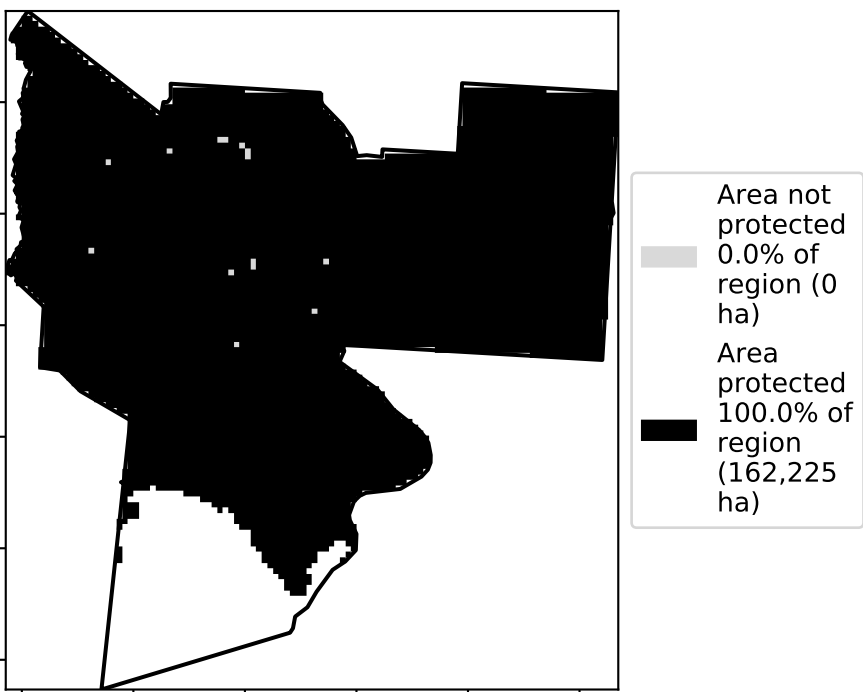 Area not
protected
0.0% of
region (0
ha)
Area
protected
100.0% of
region
(162,225
ha)